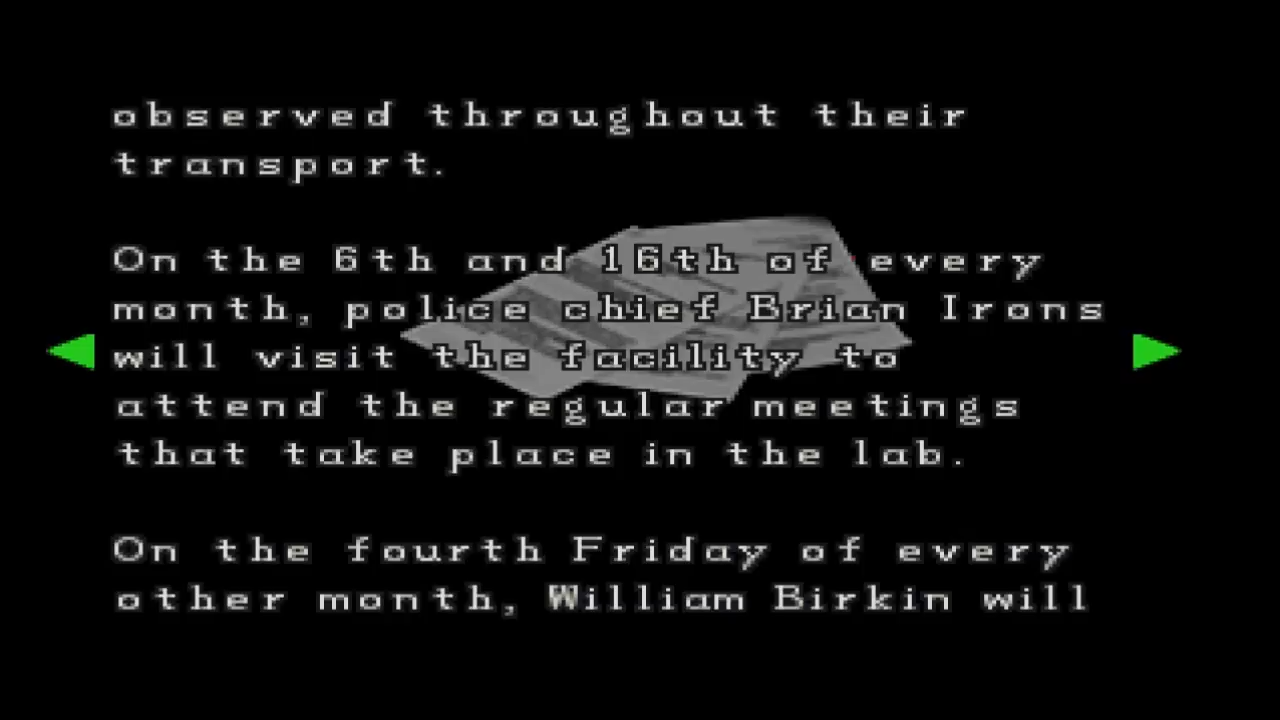 observed throughout their
transport.
On the 6th and 16th of every
month, police chief Brian Irons
will visit the facility to
attend the regular meetings
that take place in the lab.
On the fourth Friday of every
other month, William Birkin will